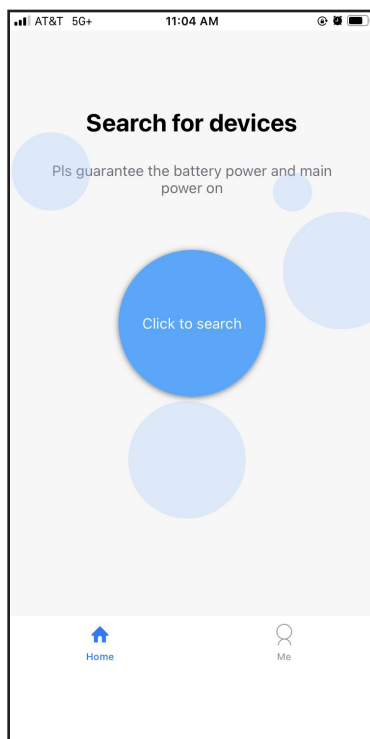 AT&T 5G+ 11:04 AM
Search for devices
Pls guarantee the battery power and main
power on
Click to search
Home Me